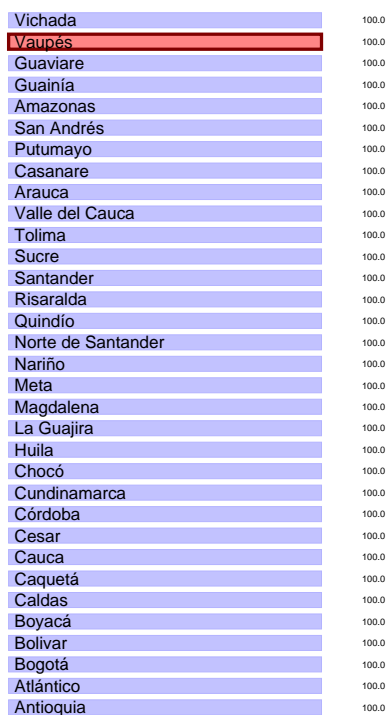 Vichada 100.0
Vaupés 100.0
Guaviare 100.0
Guainía 100.0
Amazonas 100.0
San Andrés 100.0
Putumayo 100.0
Casanare 100.0
Arauca 100.0
Valle del Cauca 100.0
Tolima 100.0
Sucre 100.0
Santander 100.0
Risaralda 100.0
Quindío 100.0
Norte de Santander 100.0
Nariño 100.0
Meta 100.0
Magdalena 100.0
La Guajira 100.0
Huila 100.0
Chocó 100.0
Cundinamarca 100.0
Córdoba 100.0
Cesar 100.0
Cauca 100.0
Caquetá 100.0
Caldas 100.0
Boyacá 100.0
Bolivar 100.0
Bogotá 100.0
Atlántico 100.0
Antioquia 100.0